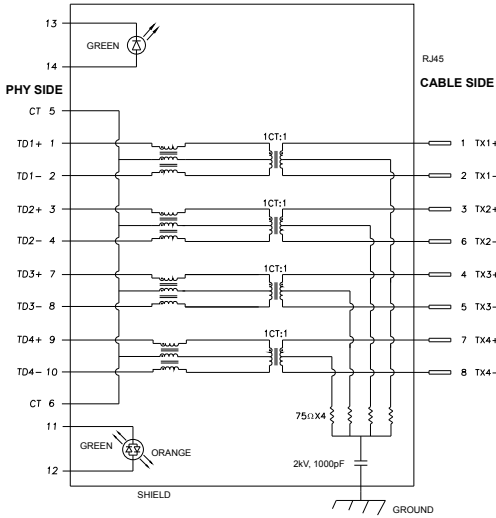 13
GREEN
14
RJ45
PHY SIDE
CABLE SIDE
CT 5
1CT:1
TD1+ 1
1 TX1+
TD1- 2
2 TX1-
1CT:1
TD2+ 3
3 TX2+
TD2- 4
6 TX2-
1CT:1
TD3+ 7
4 TX3+
TD3- 8
5 TX3-
1CT:1
TD4+ 9
7 TX4+
TD4- 10
8 TX4-
CT 6
75ΩX4
11
GREEN
ORANGE
12
2kV, 1000pF
SHIELD
GROUND